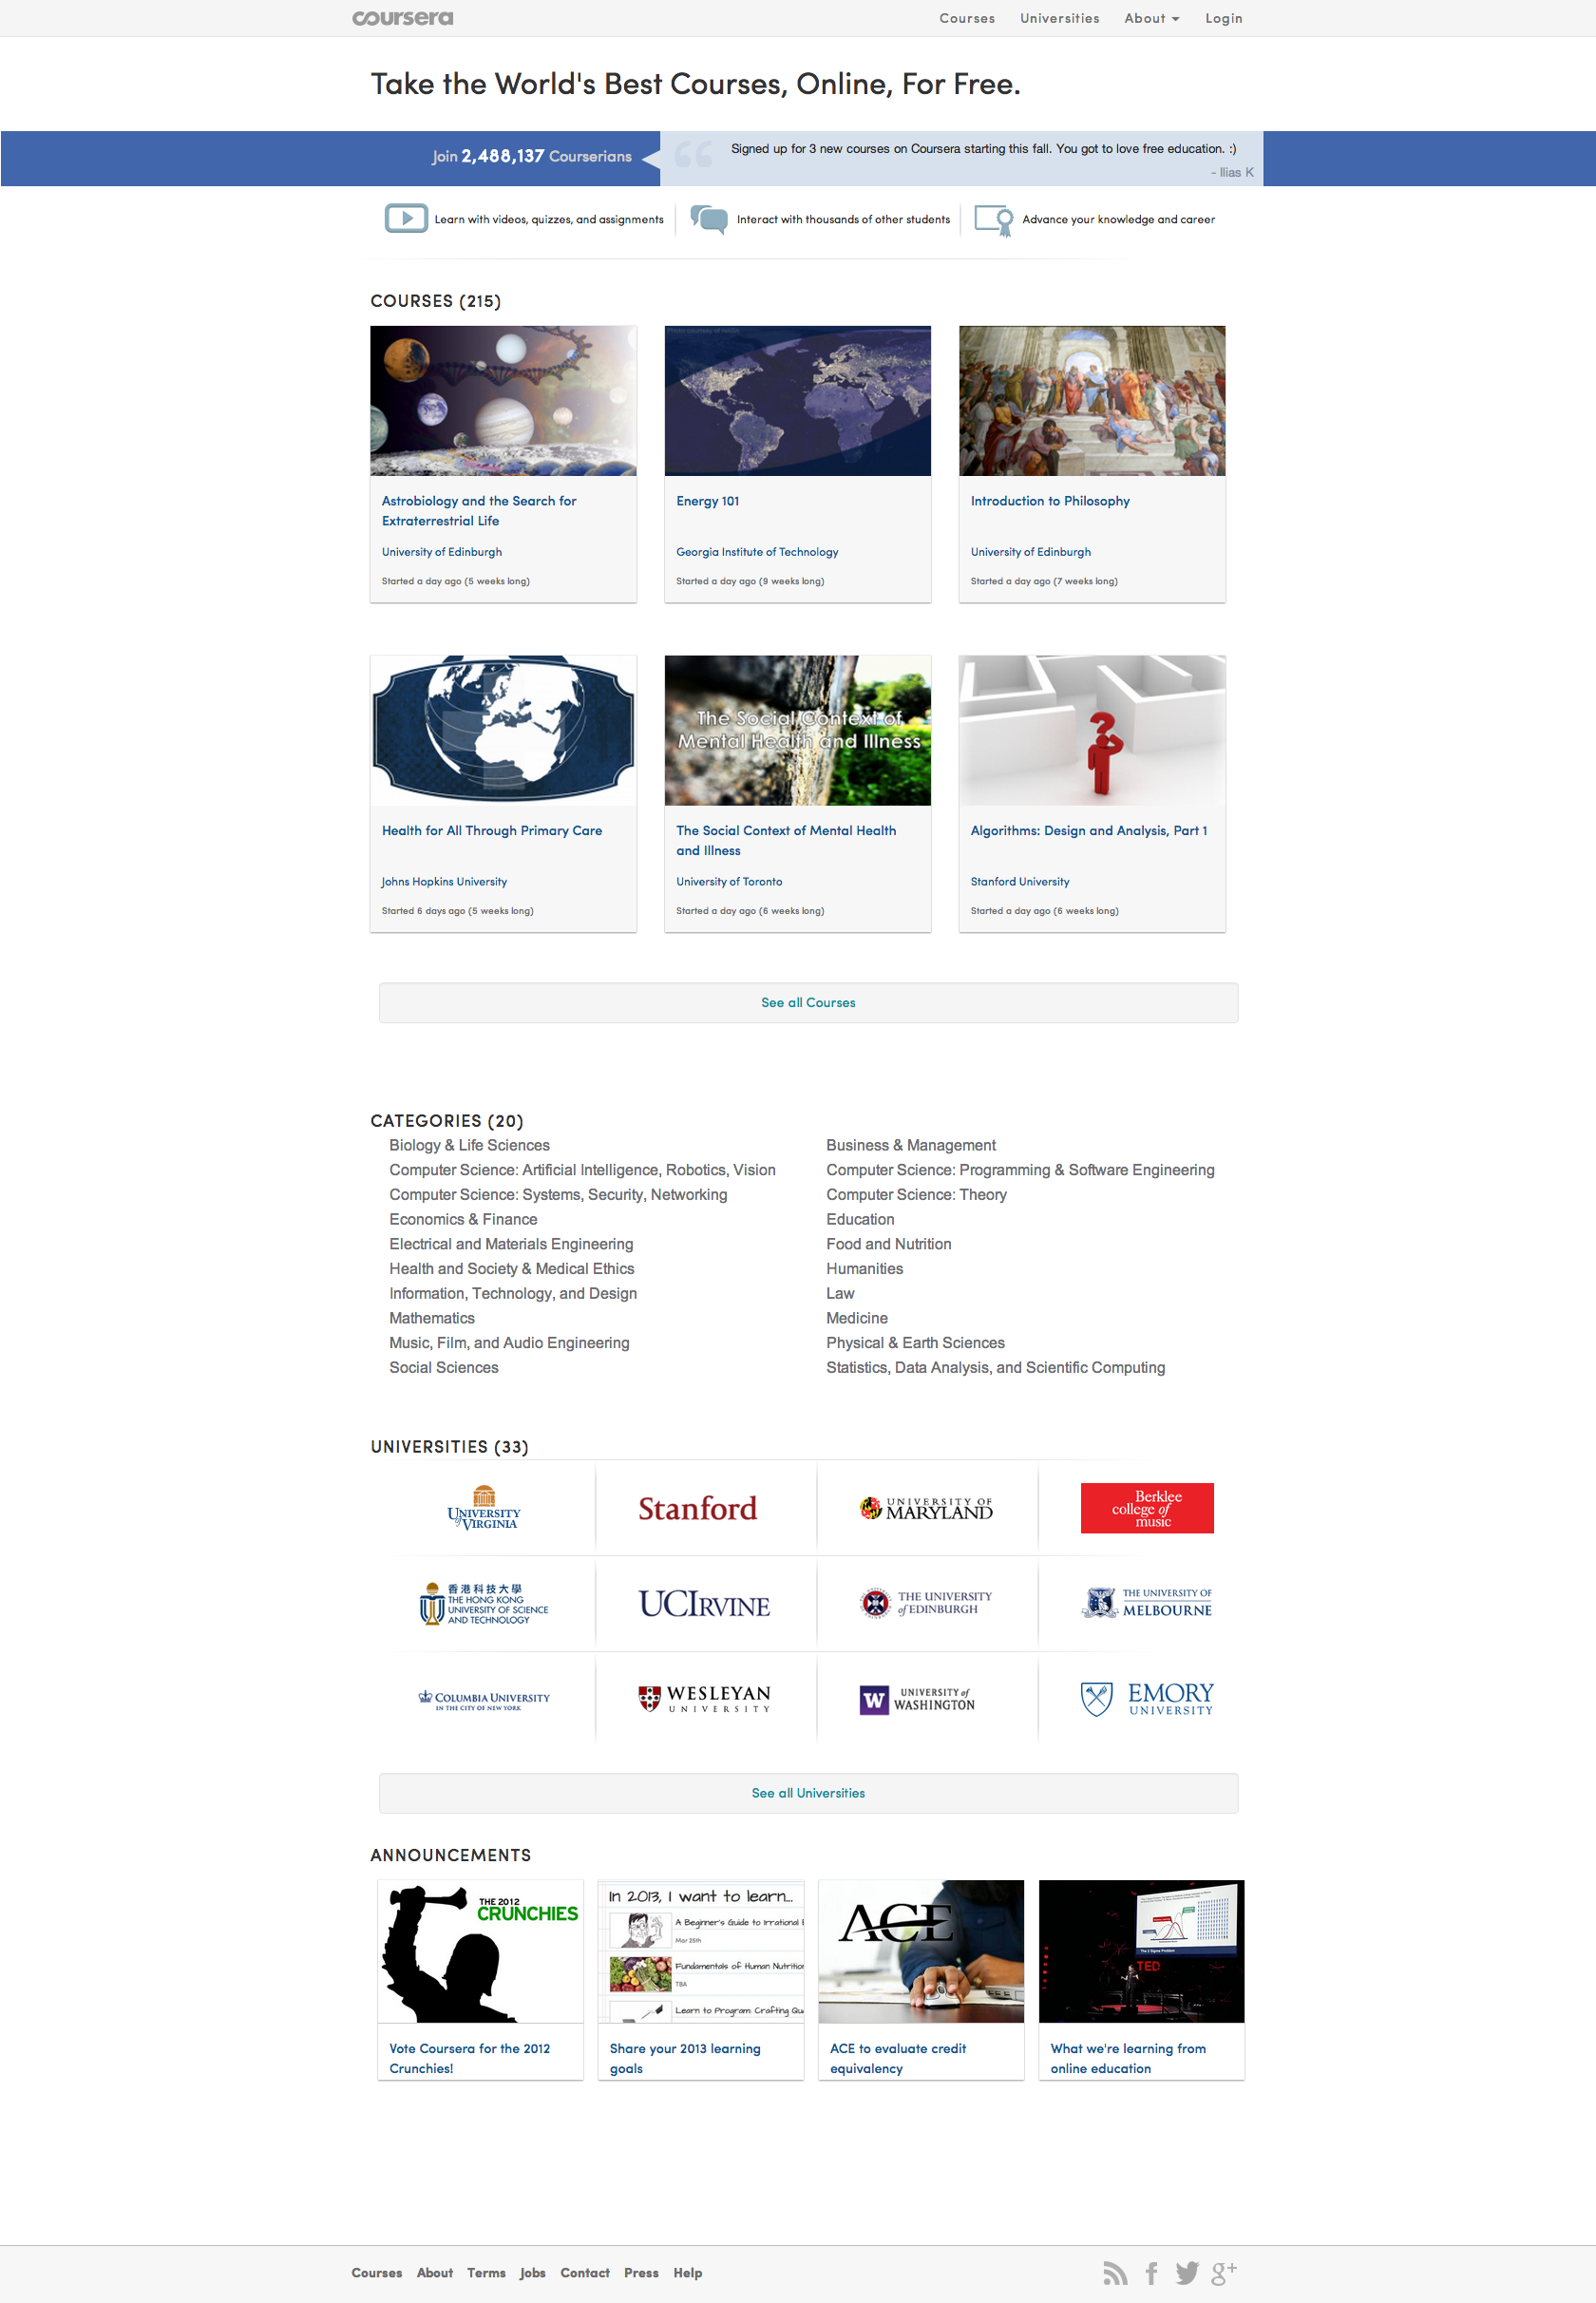 coursera
Courses Universities About Login
Take the World's Best Courses, Online, For Free.
Join 2,488,137 Courserians
Signed up for 3 new courses on Coursera starting this fall. You got to love free education. :)
- Ilias K
Learn with videos, quizzes, and assignments
Interact with thousands of other students
Advance your knowledge and career
COURSES (215)
Photo courtesy of NASA
Astrobiology and the Search for
Extraterrestrial Life
University of Edinburgh
Started a day ago (5 weeks long)
Energy 101
Georgia Institute of Technology
Started a day ago (9 weeks long)
Introduction to Philosophy
University of Edinburgh
Started a day ago (7 weeks long)
Health for All Through Primary Care
Johns Hopkins University
Started 6 days ago (5 weeks long)
The Social Context of
Mental Health and Illness
The Social Context of Mental Health
and Illness
University of Toronto
Started a day ago (6 weeks long)
Algorithms: Design and Analysis, Part 1
Stanford University
Started a day ago (6 weeks long)
See all Courses
CATEGORIES (20)
Biology & Life Sciences
Business & Management
Computer Science: Artificial Intelligence, Robotics, Vision
Computer Science: Programming & Software Engineering
Computer Science: Systems, Security, Networking
Computer Science: Theory
Economics & Finance
Education
Electrical and Materials Engineering
Food and Nutrition
Health and Society & Medical Ethics
Humanities
Information, Technology, and Design
Law
Mathematics
Medicine
Music, Film, and Audio Engineering
Physical & Earth Sciences
Social Sciences
Statistics, Data Analysis, and Scientific Computing
UNIVERSITIES (33)
UNIVERSITY
of VIRGINIA
Stanford
UNIVERSITY OF
MARYLAND
Berklee
college of
music
香港科技大學
THE HONG KONG
UNIVERSITY OF SCIENCE
AND TECHNOLOGY
UCIRVINE
THE UNIVERSITY
of EDINBURGH
THE UNIVERSITY OF
MELBOURNE
COLUMBIA UNIVERSITY
IN THE CITY OF NEW YORK
WESLEYAN
UNIVERSITY
W
UNIVERSITY of
WASHINGTON
EMORY
UNIVERSITY
See all Universities
ANNOUNCEMENTS
THE 2012
CRUNCHIES
Vote Coursera for the 2012
Crunchies!
In 2013, I want to learn...
A Beginner's Guide to Irrational
Mar 25th
Fundamentals of Human Nutrition
TBA
Learn to Program: Crafting Qu
Share your 2013 learning
goals
ACE
ACE to evaluate credit
equivalency
The 2 Sigma Problem
TED
What we're learning from
online education
Courses About Terms Jobs Contact Press Help
f g+